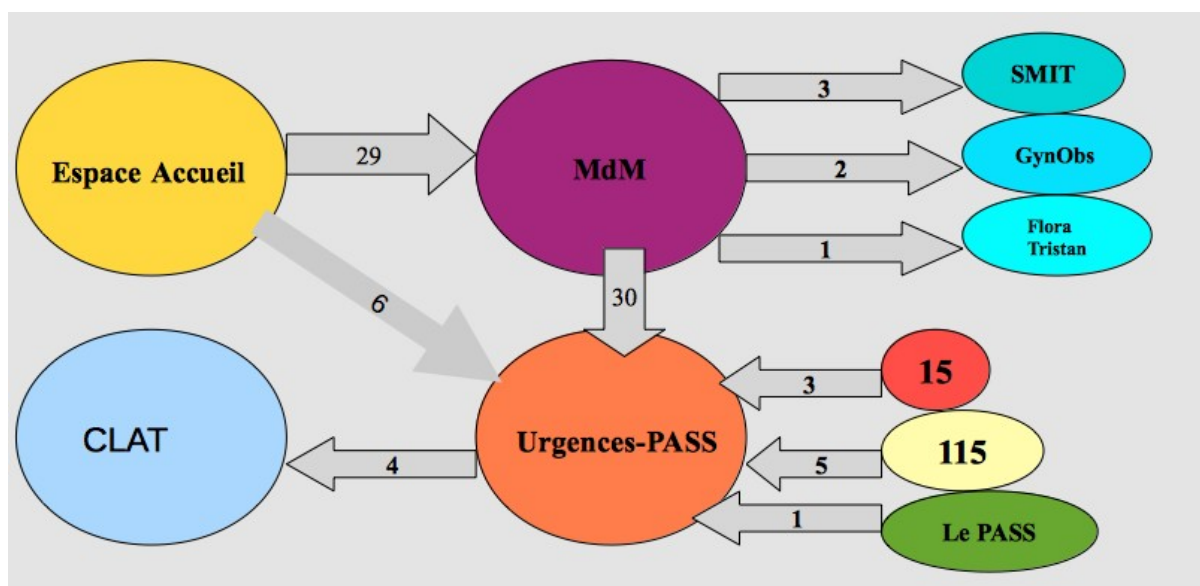 SMIT
3
Espace Accueil
29
MdM
2
GynObs
1
Flora
Tristan
6
30
15
3
CLAT
4
Urgences-PASS
5
115
1
Le PASS